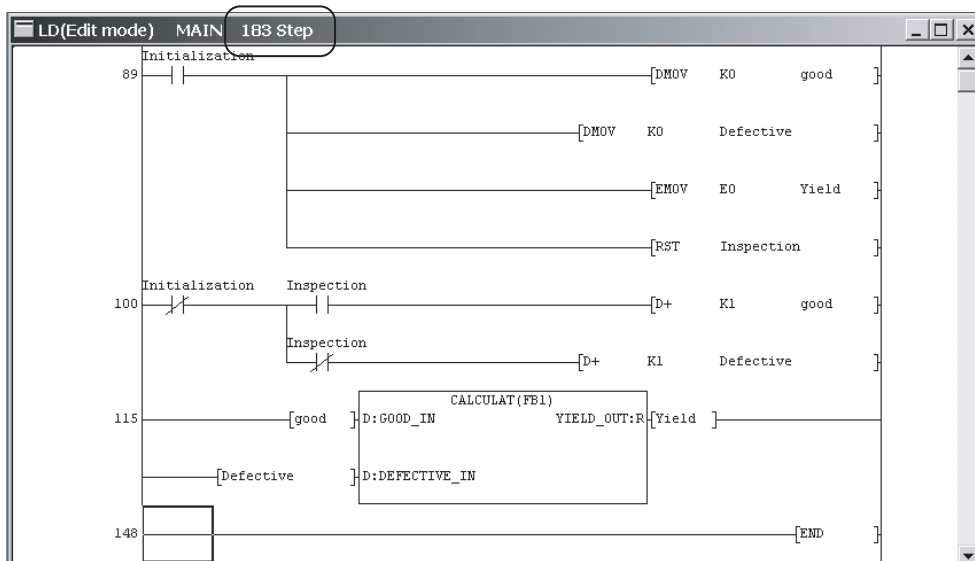 LD(Edit mode) MAIN 183 Step
Initialization
89 [DMOV K0 good ]
[DMOV K0 Defective ]
[EMOV E0 Yield ]
[RST Inspection ]
Initialization Inspection
100 [D+ K1 good ]
Inspection
[D+ K1 Defective ]
CALCULAT(FB1)
115 [good ] D:GOOD_IN YIELD_OUT:R [Yield ]
[Defective ] D:DEFECTIVE_IN
148 [END ]